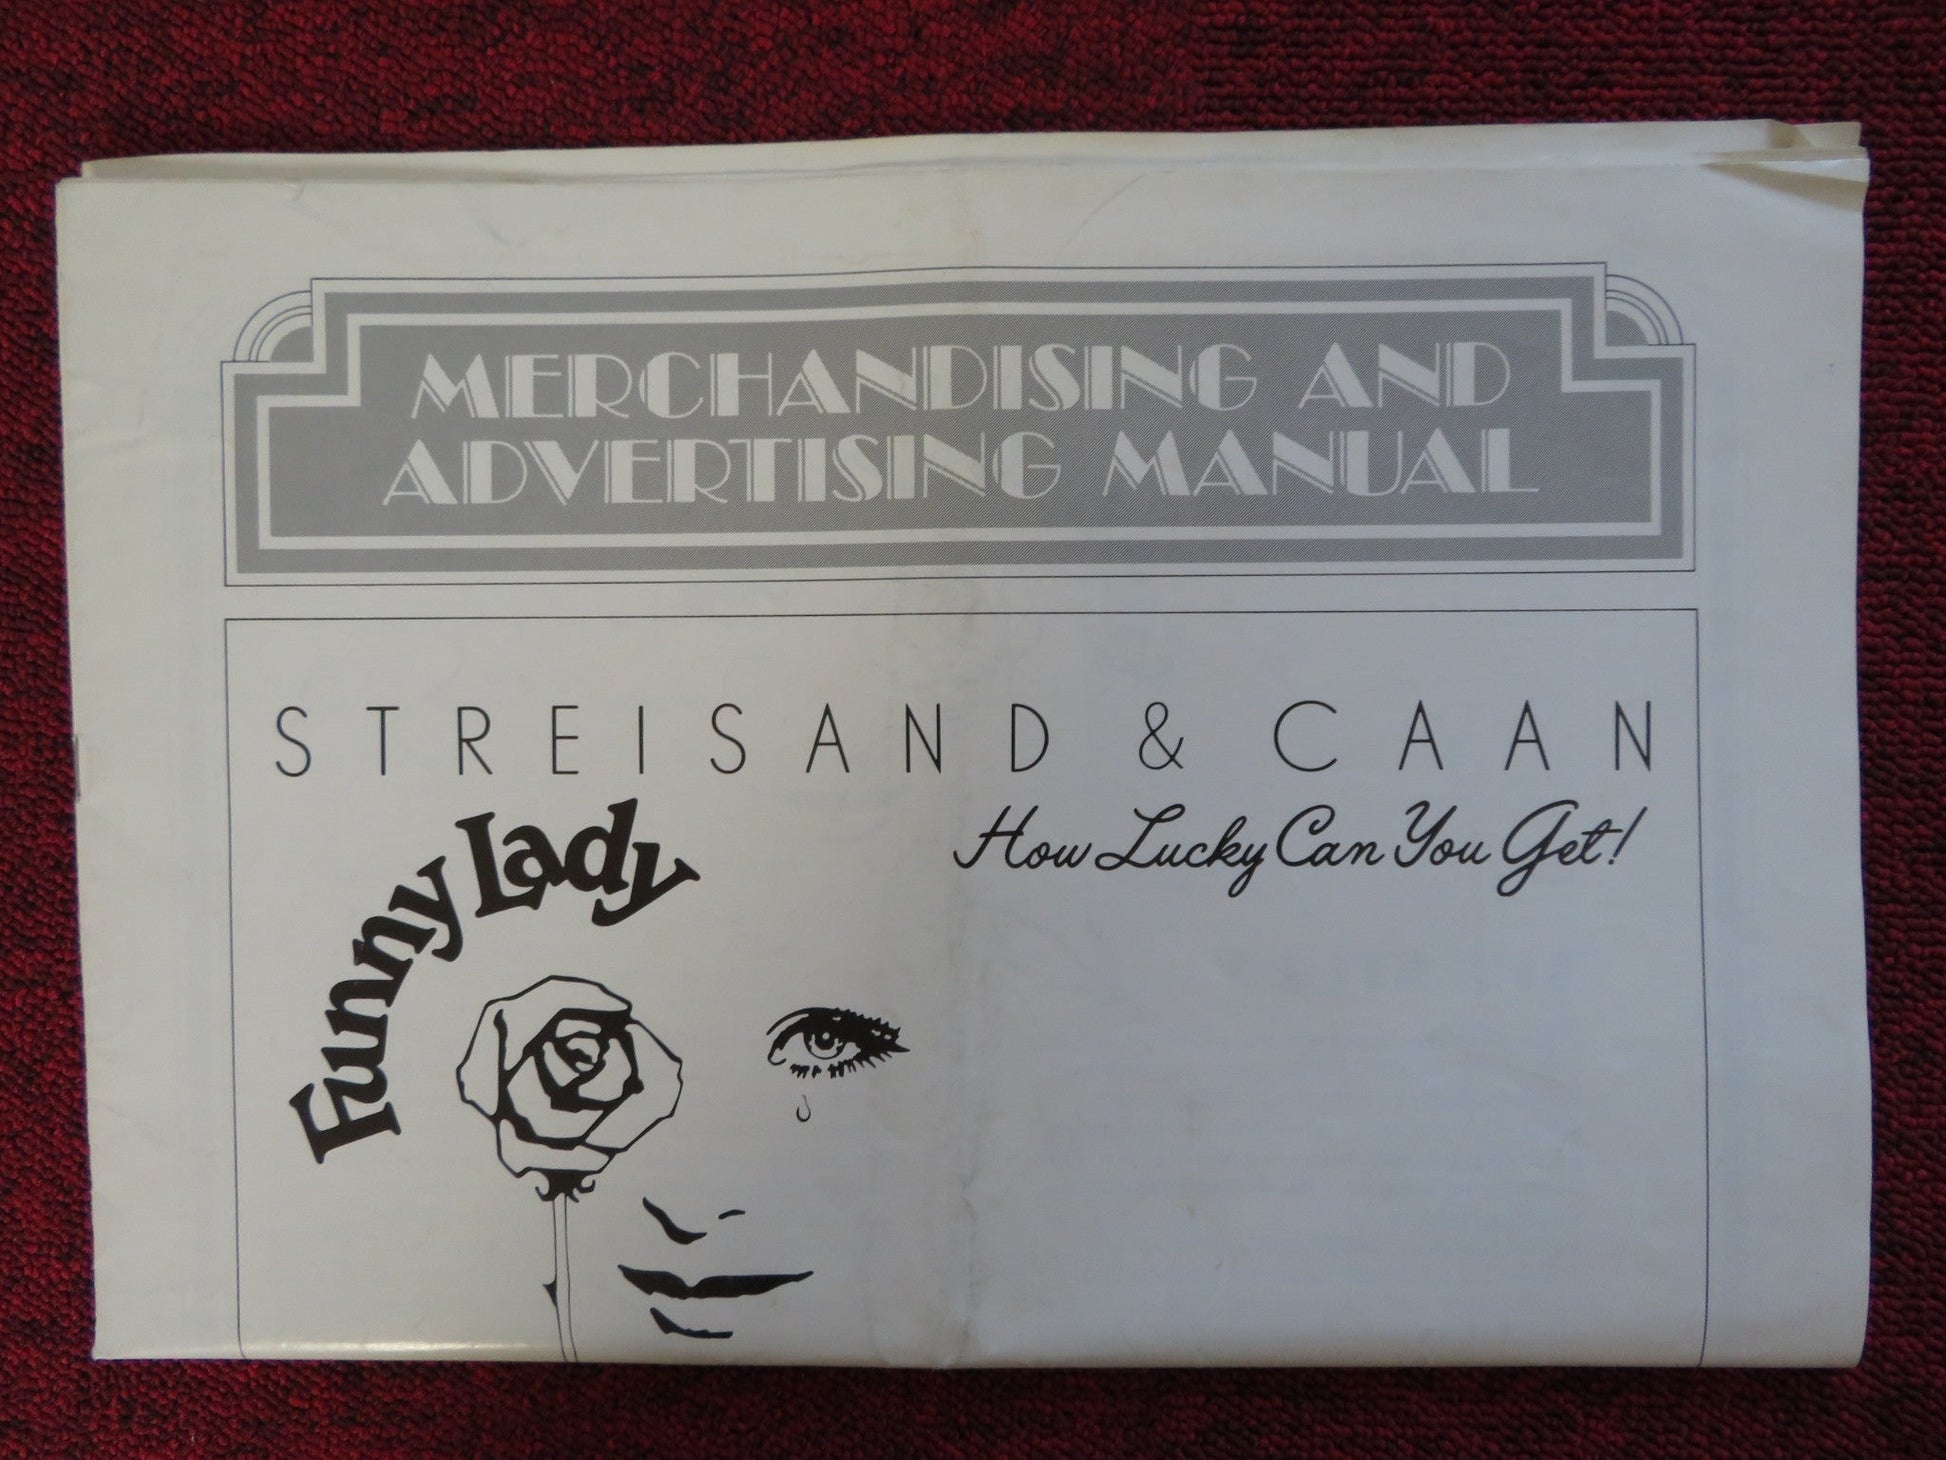 MERCHANDISING AND
ADVERTISING MANUAL
STREISAND & CAAN
How Lucky Can You Get!
Funny Lady